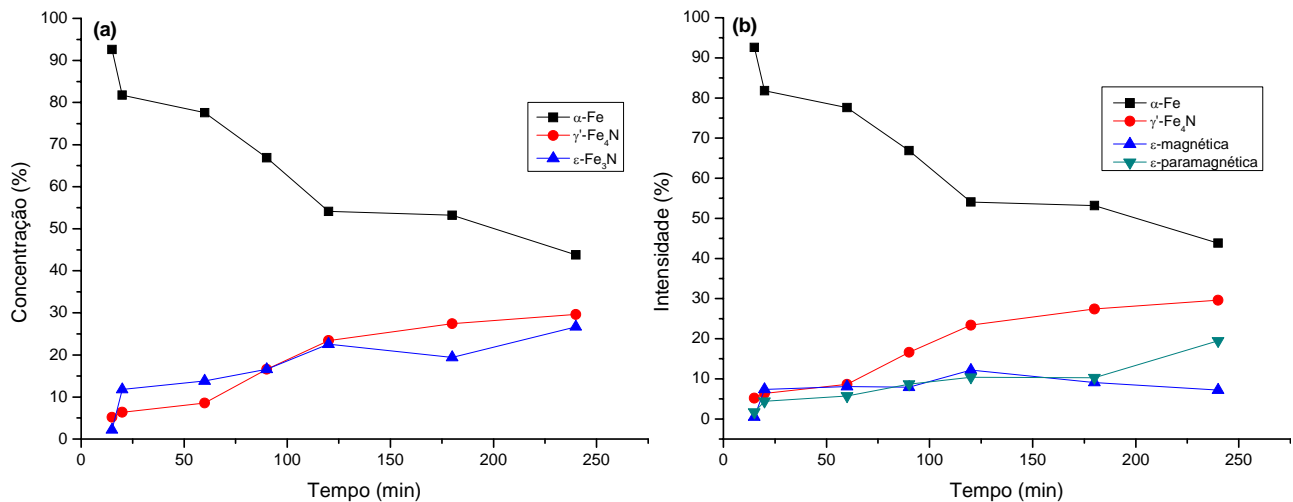 (a)
Concentração (%)
100
90
80
70
60
50
40
30
20
10
0
α-Fe
γ'-Fe₄N
ε-Fe₃N
0 50 100 150 200 250
Tempo (min)
(b)
Intensidade (%)
100
90
80
70
60
50
40
30
20
10
0
α-Fe
γ'-Fe₄N
ε-magnética
ε-paramagnética
0 50 100 150 200 250
Tempo (min)